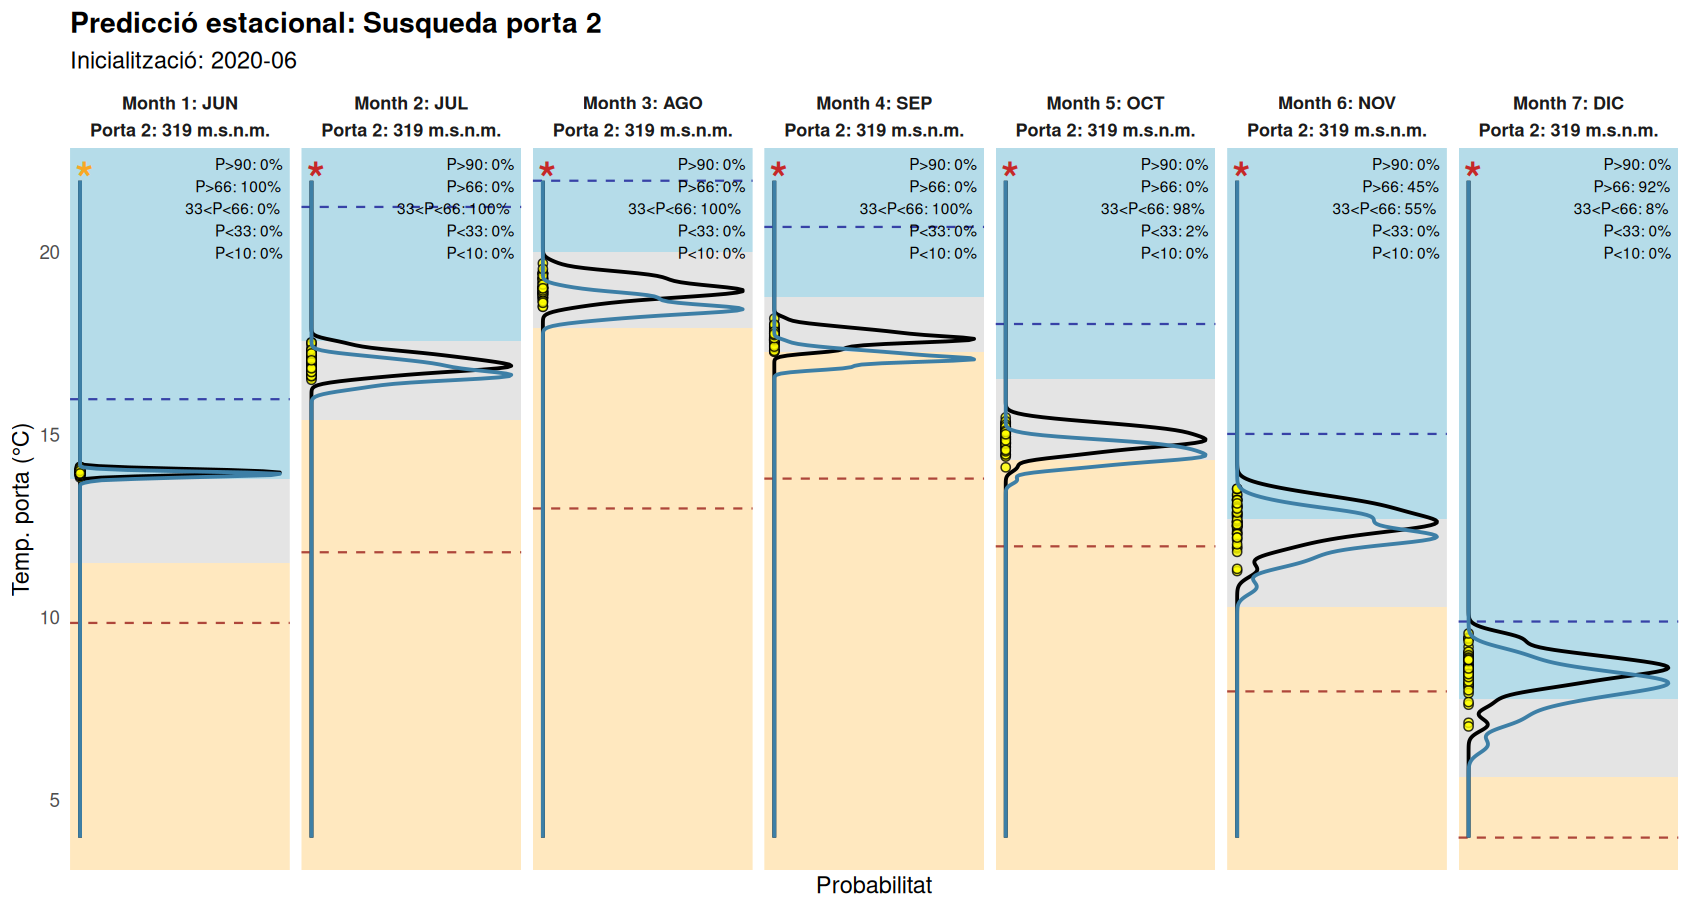 Predicció estacional: Susqueda porta 2
Inicialització: 2020-06
Month 1: JUN
Porta 2: 319 m.s.n.m.
Month 2: JUL
Porta 2: 319 m.s.n.m.
Month 3: AGO
Porta 2: 319 m.s.n.m.
Month 4: SEP
Porta 2: 319 m.s.n.m.
Month 5: OCT
Porta 2: 319 m.s.n.m.
Month 6: NOV
Porta 2: 319 m.s.n.m.
Month 7: DIC
Porta 2: 319 m.s.n.m.
*
P>90: 0%
P>66: 100%
33<P<66: 0%
P<33: 0%
P<10: 0%
*
P>90: 0%
P>66: 0%
33<P<66: 100%
P<33: 0%
P<10: 0%
*
P>90: 0%
P>66: 0%
33<P<66: 100%
P<33: 0%
P<10: 0%
*
P>90: 0%
P>66: 0%
33<P<66: 100%
P<33: 0%
P<10: 0%
*
P>90: 0%
P>66: 0%
33<P<66: 98%
P<33: 2%
P<10: 0%
*
P>90: 0%
P>66: 45%
33<P<66: 55%
P<33: 0%
P<10: 0%
*
P>90: 0%
P>66: 92%
33<P<66: 8%
P<33: 0%
P<10: 0%
20
15
10
5
Temp. porta (°C)
Probabilitat